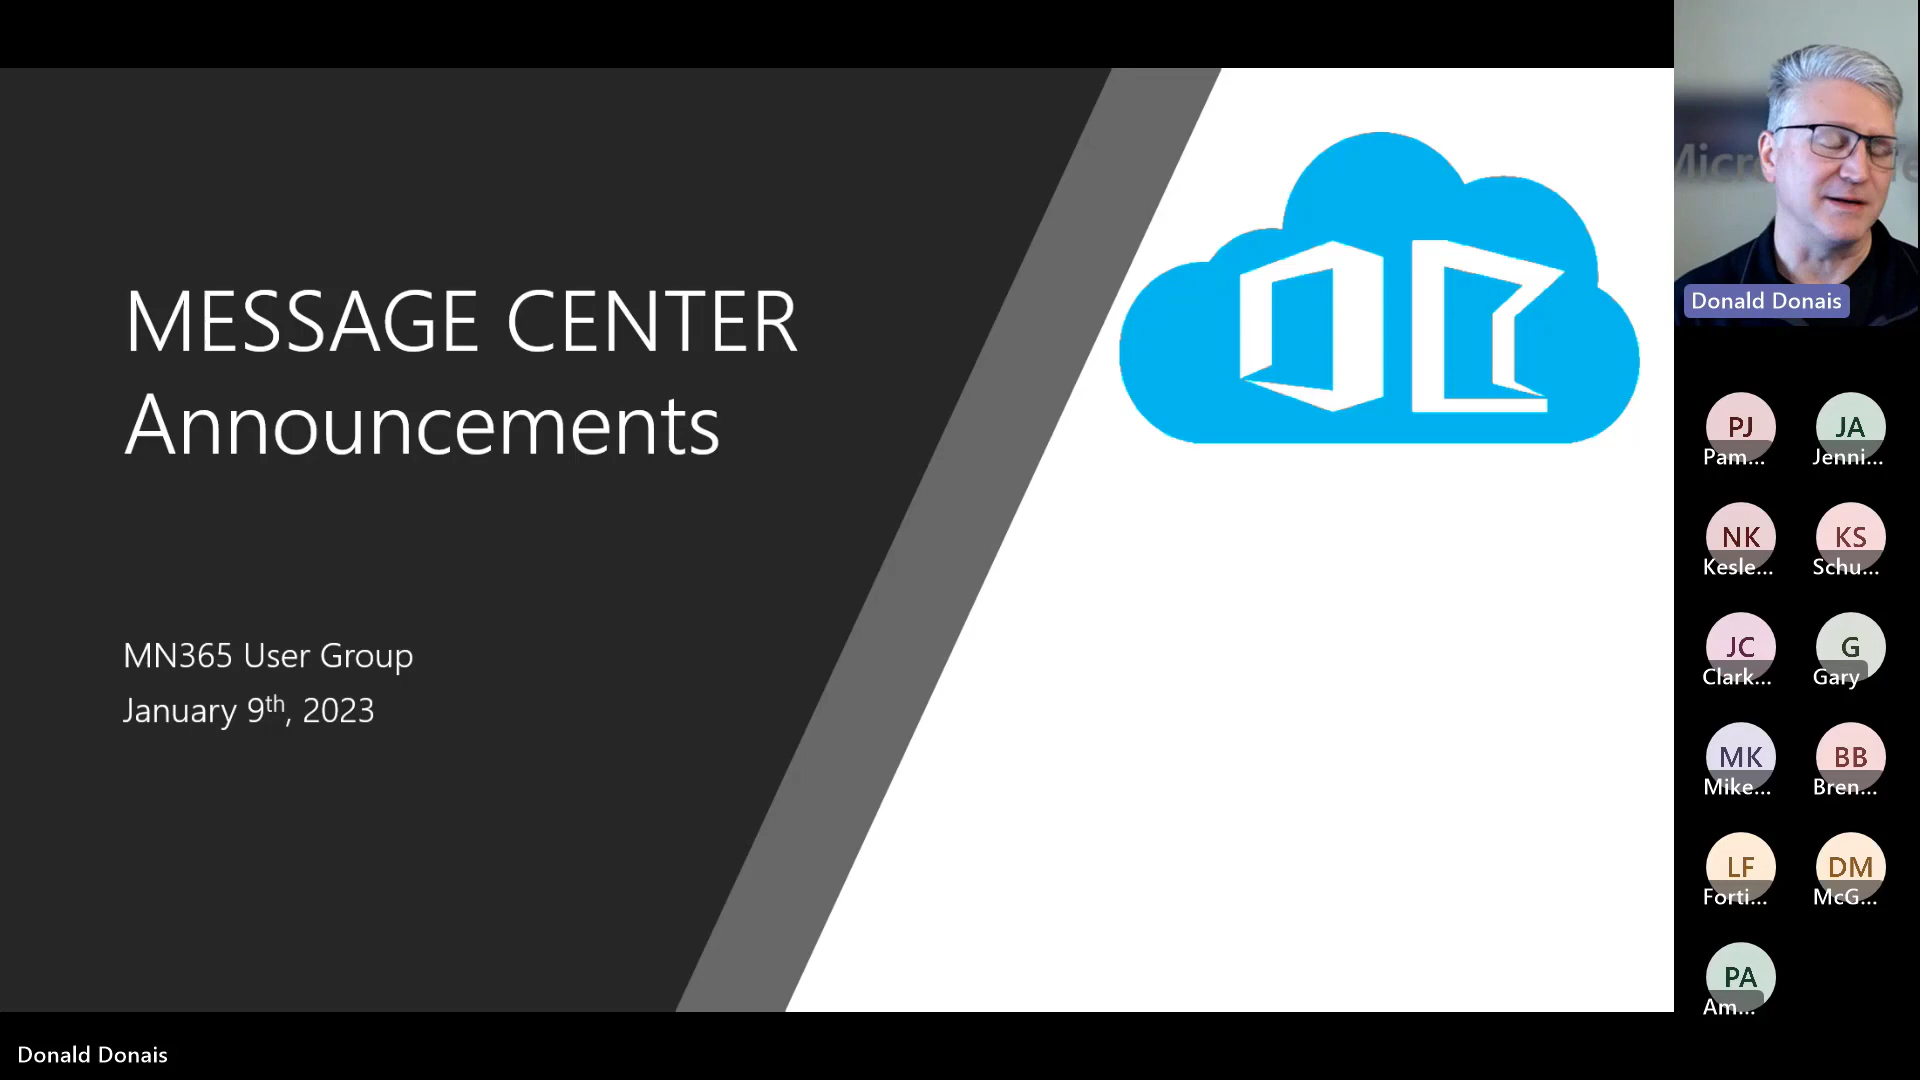 MESSAGE CENTER
Announcements
MN365 User Group
January 9th, 2023
Donald Donais
PJ
Pam...
JA
Jenni...
NK
Kesle...
KS
Schu...
JC
Clark...
G
Gary
MK
Mike...
BB
Bren...
LF
Forti...
DM
McG...
PA
Am...
Donald Donais